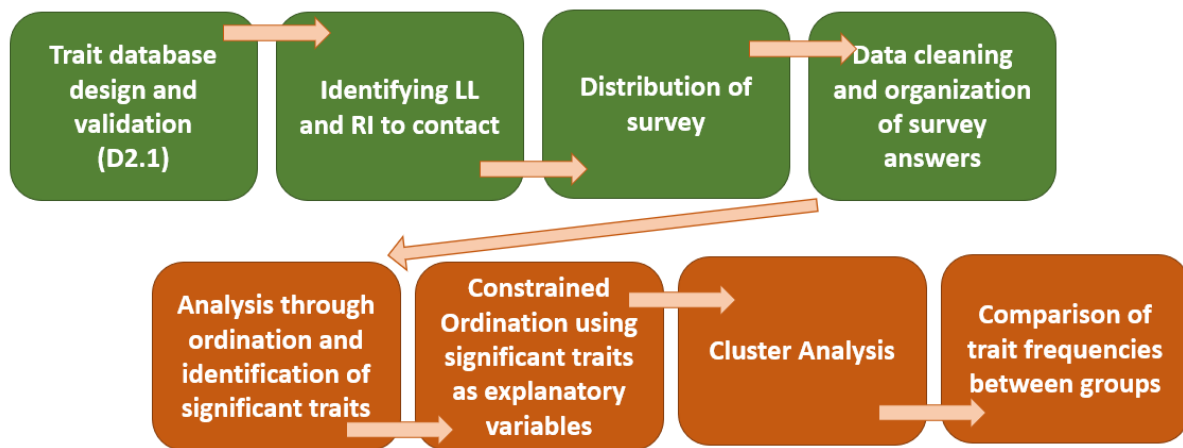 Trait database
design and
validation
(D2.1)
Identifying LL
and RI to contact
Distribution of
survey
Data cleaning
and organization
of survey
answers
Analysis through
ordination and
identification of
significant traits
Constrained
Ordination using
significant traits
as explanatory
variables
Cluster Analysis
Comparison of
trait frequencies
between groups